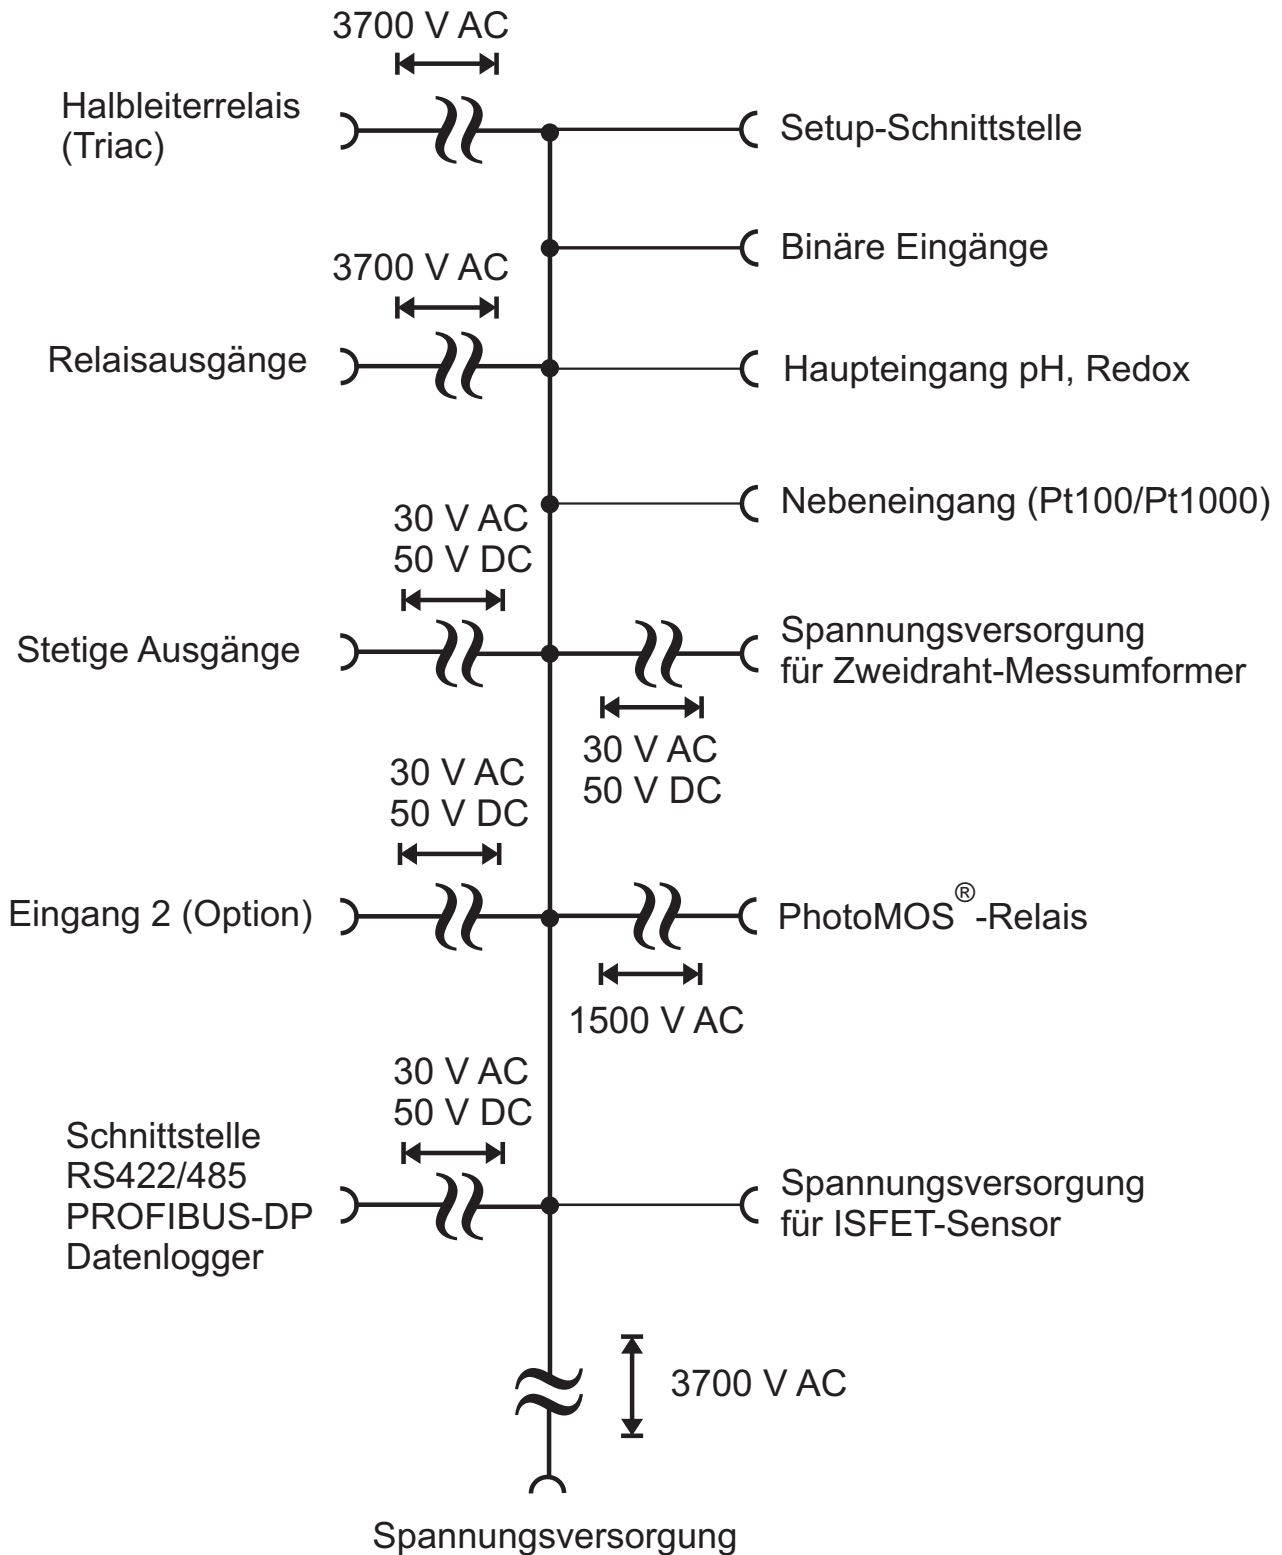 3700 V AC
Halbleiterrelais
(Triac)
Setup-Schnittstelle
Binäre Eingänge
3700 V AC
Relaisausgänge
Haupteingang pH, Redox
Nebeneingang (Pt100/Pt1000)
30 V AC
50 V DC
Stetige Ausgänge
Spannungsversorgung
für Zweidraht-Messumformer
30 V AC
50 V DC
30 V AC
50 V DC
Eingang 2 (Option)
PhotoMOS®-Relais
1500 V AC
30 V AC
50 V DC
Schnittstelle
RS422/485
PROFIBUS-DP
Datenlogger
Spannungsversorgung
für ISFET-Sensor
3700 V AC
Spannungsversorgung